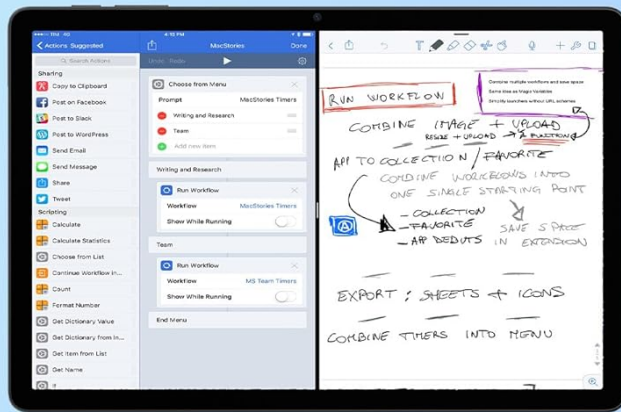 4:10 PM
Actions Suggested
Search Actions
Sharing
Copy to Clipboard
Post on Facebook
Post to Slack
Post to WordPress
Send Email
Send Message
Share
Tweet
Scripting
Calculate
Calculate Statistics
Choose from List
Continue Workflow in...
Count
Format Number
Get Dictionary Value
Get Dictionary from In...
Get Item from List
Get Name
If
MacStories
Done
Undo Redo
Choose from Menu
Prompt MacStories Timers
Writing and Research
Team
Add new item
Writing and Research
Run Workflow
Workflow MacStories Timers
Show While Running
Team
Run Workflow
Workflow MS Team Timers
Show While Running
End Menu
Combine multiple workflows and save space
Same idea as Magic Variables
Simplify launchers without URL schemes
RUN WORKFLOW
COMBINE IMAGE + UPLOAD
RESIZE + UPLOAD → A FUNCTION
API TO COLLECTION / FAVORITE
COMBINE WORKFLOWS INTO
ONE SINGLE STARTING POINT
- COLLECTION
- FAVORITE
- APP DEBUTS
SAVE SPACE
IN EXTENSION
EXPORT : SHEETS + ICONS
COMBINE TIMERS INTO MENU